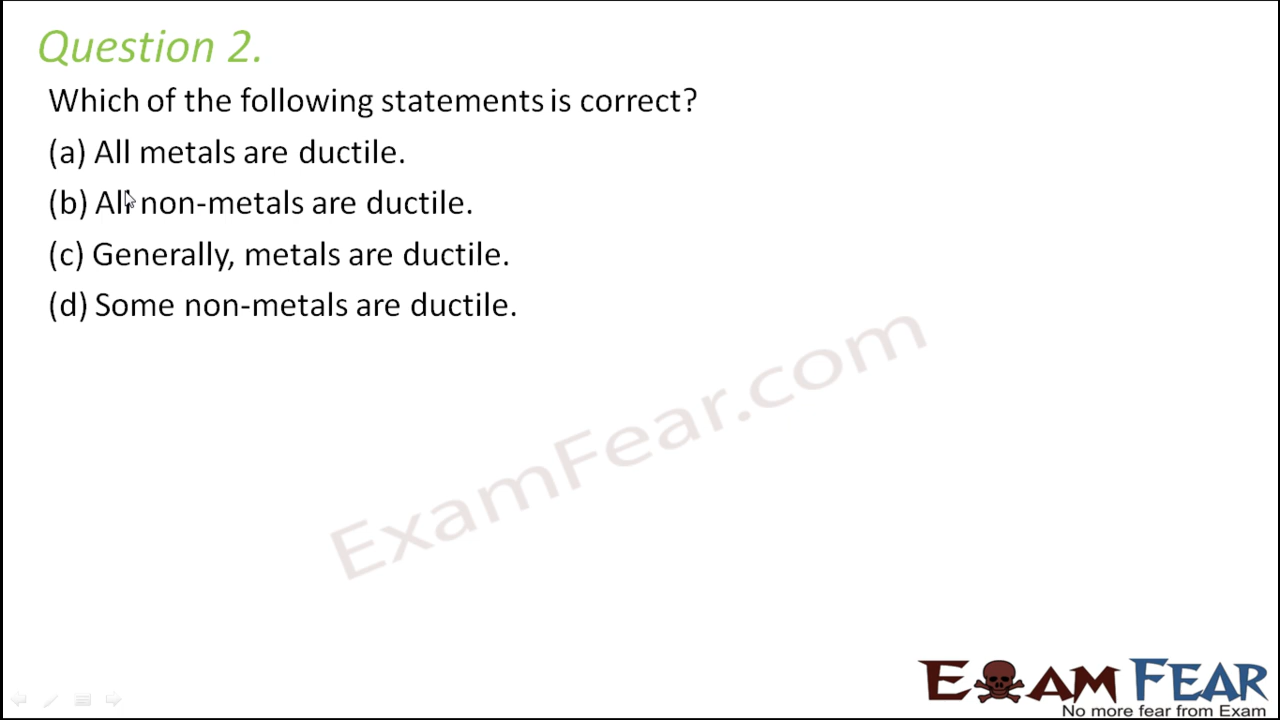 Question 2.
Which of the following statements is correct?
(a) All metals are ductile.
(b) All non-metals are ductile.
(c) Generally, metals are ductile.
(d) Some non-metals are ductile.
ExamFear.com
EXAM FEAR
No more fear from Exam